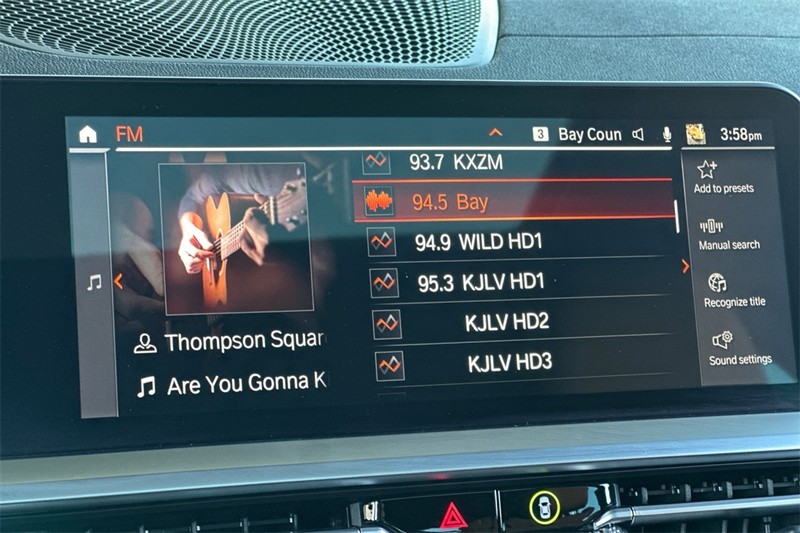 FM
3 Bay Coun 3:58pm
93.7 KXZM
94.5 Bay
94.9 WILD HD1
95.3 KJLV HD1
KJLV HD2
KJLV HD3
Thompson Squar
Are You Gonna K
Add to presets
Manual search
Recognize title
Sound settings